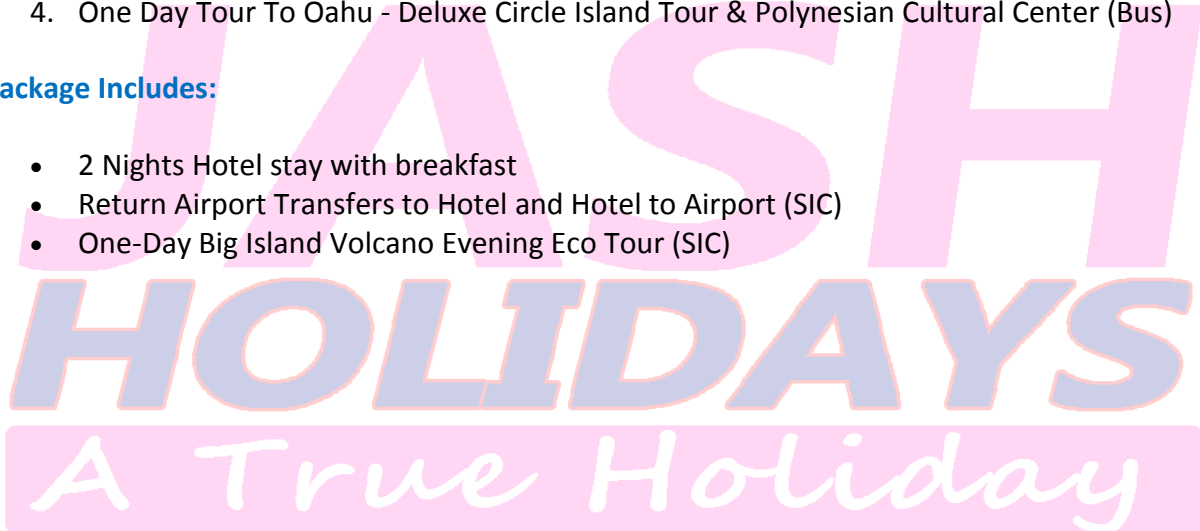 4. One Day Tour To Oahu - Deluxe Circle Island Tour & Polynesian Cultural Center (Bus)
ackage Includes:
• 2 Nights Hotel stay with breakfast
• Return Airport Transfers to Hotel and Hotel to Airport (SIC)
• One-Day Big Island Volcano Evening Eco Tour (SIC)
JASH
HOLIDAYS
A True Holiday